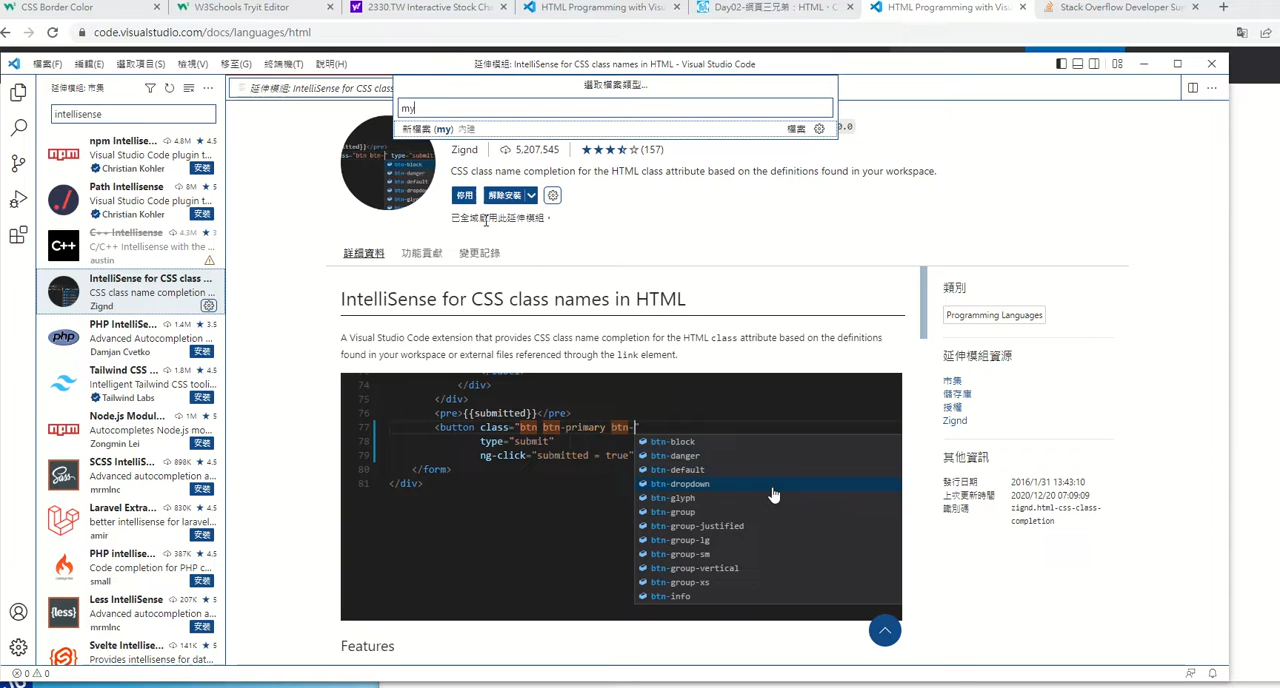 CSS Border Color
W3Schools Tryit Editor
2330.TW Interactive Stock Cha
HTML Programming with Visu
Day02-網頁三兄弟：HTML、C
HTML Programming with Visu
Stack Overflow Developer Sur
code.visualstudio.com/docs/languages/html
檔案(F) 編輯(E) 選取項目(S) 檢視(V) 移至(G) 終端機(T) 說明(H)
延伸模組: IntelliSense for CSS class names in HTML - Visual Studio Code
延伸模組: 市集
延伸模組: IntelliSense for CSS class
選取檔案類型...
intellisense
my
新檔案 (my) 內建
檔案
0.0
npm Intellise... 4.8M 5
Visual Studio Code plugin t...
Christian Kohler 安裝
Path Intellisense 8M 5
Visual Studio Code plugin t...
Christian Kohler 安裝
C++ Intellisense 4.3M 3
C/C++ Intellisense with the ...
austin
IntelliSense for CSS class ...
CSS class name completion ...
Zignd
PHP IntelliSe... 1.4M 3.5
Advanced Autocompletion ...
Damjan Cvetko 安裝
Tailwind CSS ... 1.8M 4.5
Intelligent Tailwind CSS tooli...
Tailwind Labs 安裝
Node.js Modul... 1M 5
Autocompletes Node.js mo...
Zongmin Lei 安裝
SCSS IntelliS... 898K 4.5
Advanced autocompletion a...
mrmlnc 安裝
Laravel Extra... 830K 4.5
better intellisense for laravel...
amir 安裝
PHP intellise... 387K 4.5
Code completion for PHP c...
small 安裝
Less IntelliSense 207K 5
Advanced autocompletion a...
mrmlnc 安裝
Svelte Intellise... 141K 5
Provides intellisense for dat...
Zignd 5,207,545 (157)
CSS class name completion for the HTML class attribute based on the definitions found in your workspace.
停用 解除安裝
已全域啟用此延伸模組。
詳細資料 功能貢獻 變更記錄
IntelliSense for CSS class names in HTML
A Visual Studio Code extension that provides CSS class name completion for the HTML class attribute based on the definitions
found in your workspace or external files referenced through the link element.
74 </div>
75 </div>
76 <pre>{{submitted}}</pre>
77 <button class="btn btn-primary btn-"
78 type="submit"
79 ng-click="submitted = true"
80 </form>
81 </div>
btn-block
btn-danger
btn-default
btn-dropdown
btn-glyph
btn-group
btn-group-justified
btn-group-lg
btn-group-sm
btn-group-vertical
btn-group-xs
btn-info
Features
類別
Programming Languages
延伸模組資源
市集
儲存庫
授權
Zignd
其他資訊
發行日期 2016/1/31 13:43:10
上次更新時間 2020/12/20 07:09:09
識別碼 zignd.html-css-class-
completion
0 0